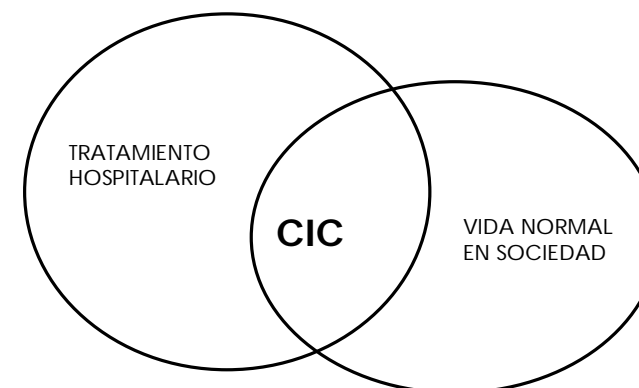 TRATAMIENTO
HOSPITALARIO
CIC
VIDA NORMAL
EN SOCIEDAD